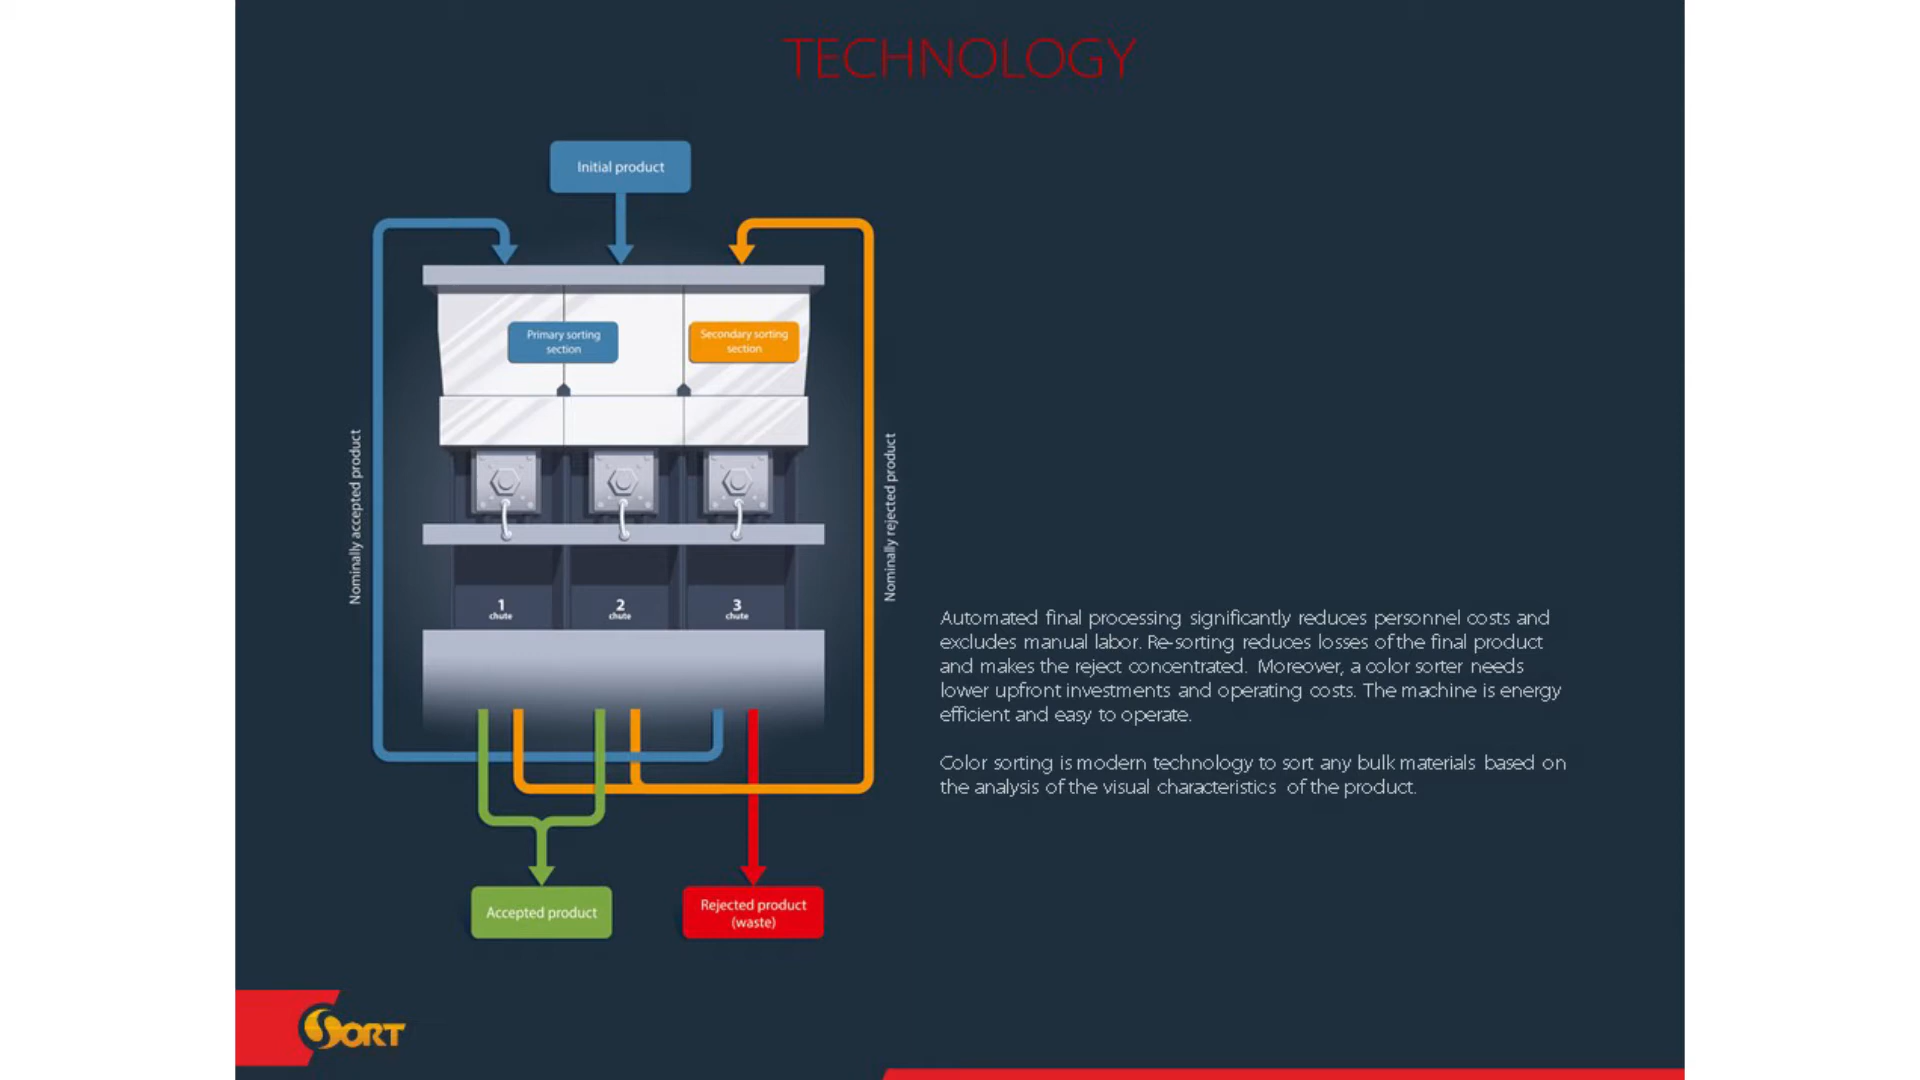 TECHNOLOGY
Initial product
Primary sorting
section
Secondary sorting
section
Nominally accepted product
Nominally rejected product
1
chute
2
chute
3
chute
Automated final processing significantly reduces personnel costs and
excludes manual labor. Re-sorting reduces losses of the final product
and makes the reject concentrated. Moreover, a color sorter needs
lower upfront investments and operating costs. The machine is energy
efficient and easy to operate.
Color sorting is modern technology to sort any bulk materials based on
the analysis of the visual characteristics of the product.
Accepted product
Rejected product
(waste)
SORT